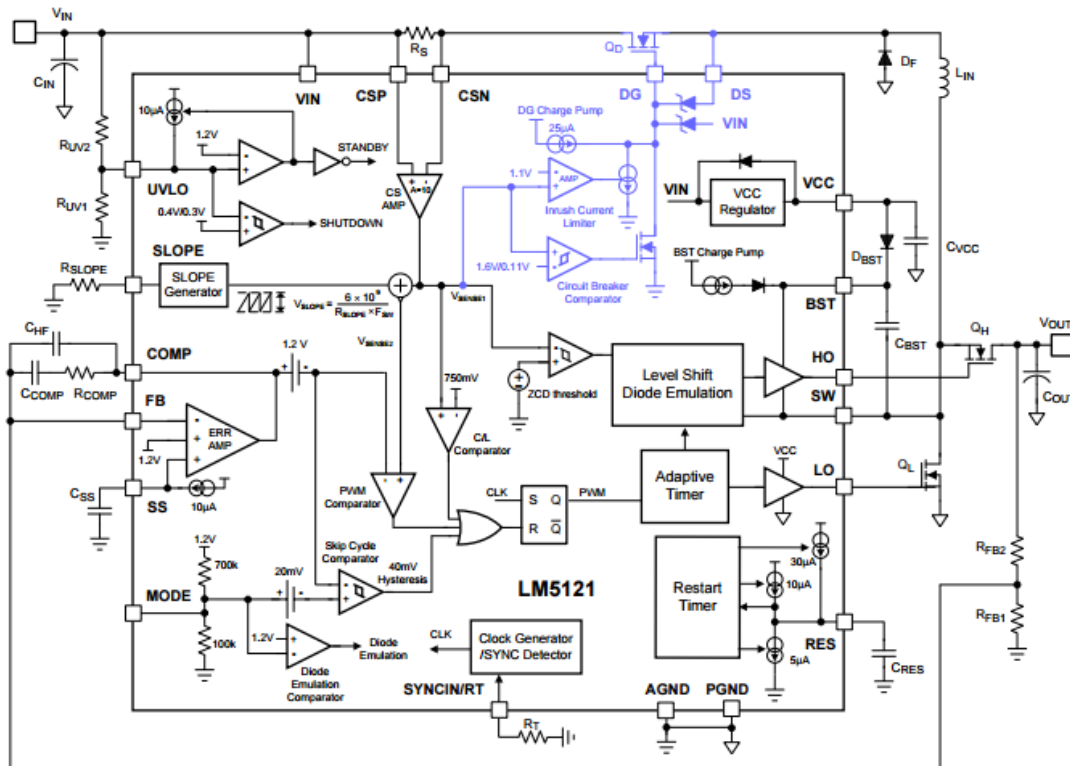 VIN
RS
QD
DF
LIN
CIN
VIN
CSP
CSN
DG
DS
10µA
DG Charge Pump
25µA
VIN
RUV2
1.2V
STANDBY
UVLO
A=10
CS
AMP
1.1V
AMP
VIN
VCC
Regulator
VCC
RUV1
0.4V/0.3V
SHUTDOWN
Inrush Current
Limiter
CVCC
SLOPE
BST Charge Pump
DBST
RSLOPE
SLOPE
Generator
VSLOPE = 6 × 10⁹ / RSLOPE × FSW
VSENSE1
1.6V/0.11V
Circuit Breaker
Comparator
BST
CHF
VSENSE2
CBST
QH
VOUT
COMP
1.2 V
HO
CCOMP
RCOMP
750mV
ZCD threshold
Level Shift
Diode Emulation
SW
COUT
FB
ERR
AMP
C/L
Comparator
1.2V
VCC
QL
CSS
SS
10µA
PWM
Comparator
CLK
S
Q
R
Q
PWM
Adaptive
Timer
LO
1.2V
Skip Cycle
Comparator
RFB2
700k
20mV
40mV
Hysteresis
LM5121
30µA
10µA
MODE
Restart
Timer
100k
1.2V
Diode
Emulation
CLK
Clock Generator
/SYNC Detector
RFB1
Diode
Emulation
Comparator
5µA
RES
CRES
SYNCIN/RT
AGND
PGND
RT